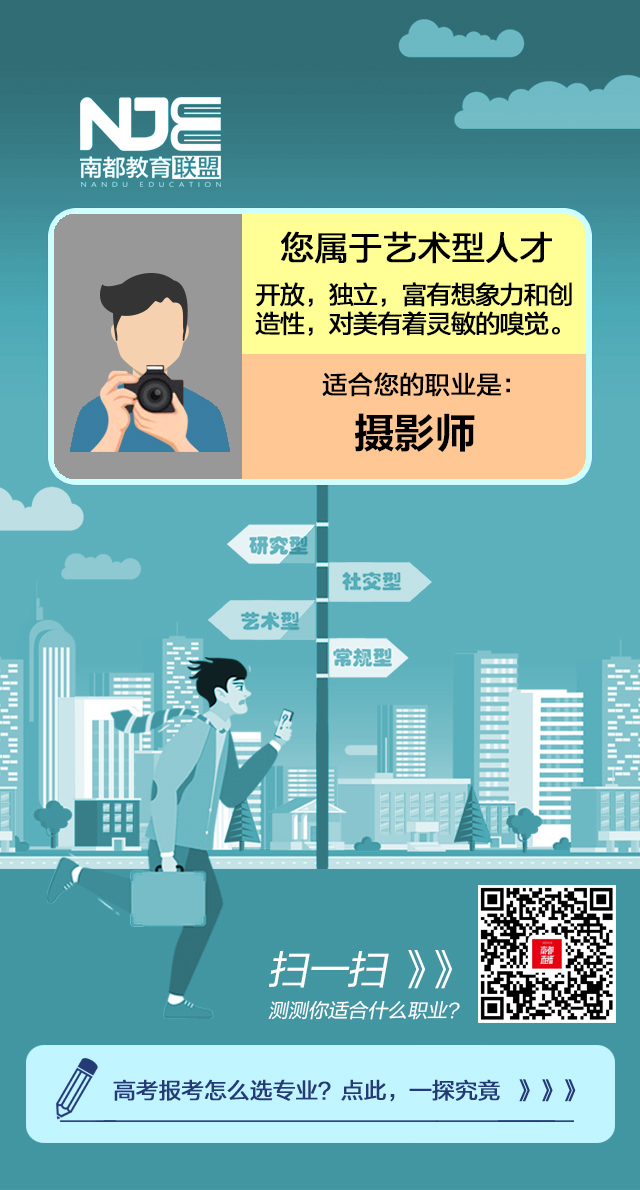 NJE
南都教育联盟
NANDU EDUCATION
您属于艺术型人才
开放，独立，富有想象力和创
造性，对美有着灵敏的嗅觉。
适合您的职业是：
摄影师
研究型
社交型
艺术型
常规型
南都
直播
扫一扫 》》
测测你适合什么职业？
高考报考怎么选专业？点此，一探究竟 》》》